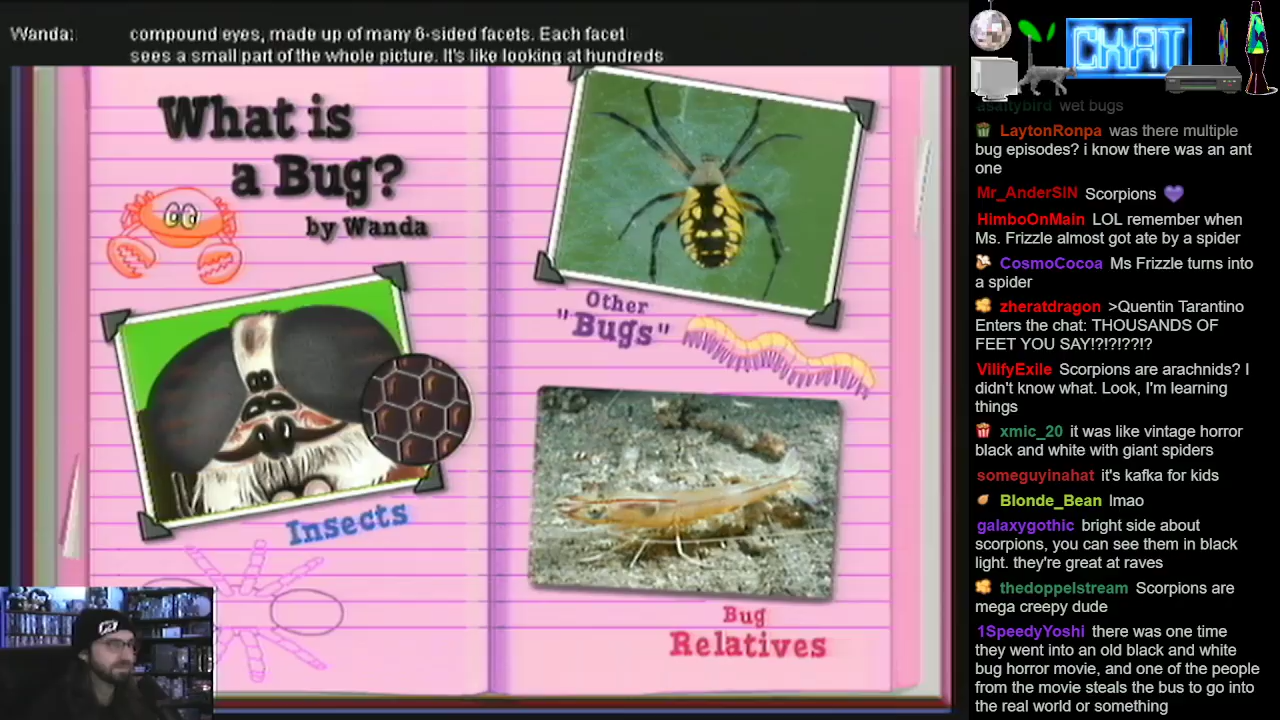 Wanda: compound eyes, made up of many 6-sided facets. Each facet
sees a small part of the whole picture. It's like looking at hundreds
What is
a Bug?
by Wanda
Insects
Other
"Bugs"
Bug
Relatives
CHAT
asaltybird wet bugs
LaytonRonpa was there multiple
bug episodes? i know there was an ant
one
Mr_AnderSIN Scorpions
HimboOnMain LOL remember when
Ms. Frizzle almost got ate by a spider
CosmoCocoa Ms Frizzle turns into
a spider
zheratdragon >Quentin Tarantino
Enters the chat: THOUSANDS OF
FEET YOU SAY!?!?!??!?
VilifyExile Scorpions are arachnids? I
didn't know what. Look, I'm learning
things
xmic_20 it was like vintage horror
black and white with giant spiders
someguyinahat it's kafka for kids
Blonde_Bean lmao
galaxygothic bright side about
scorpions, you can see them in black
light. they're great at raves
thedoppelstream Scorpions are
mega creepy dude
1SpeedyYoshi there was one time
they went into an old black and white
bug horror movie, and one of the people
from the movie steals the bus to go into
the real world or something